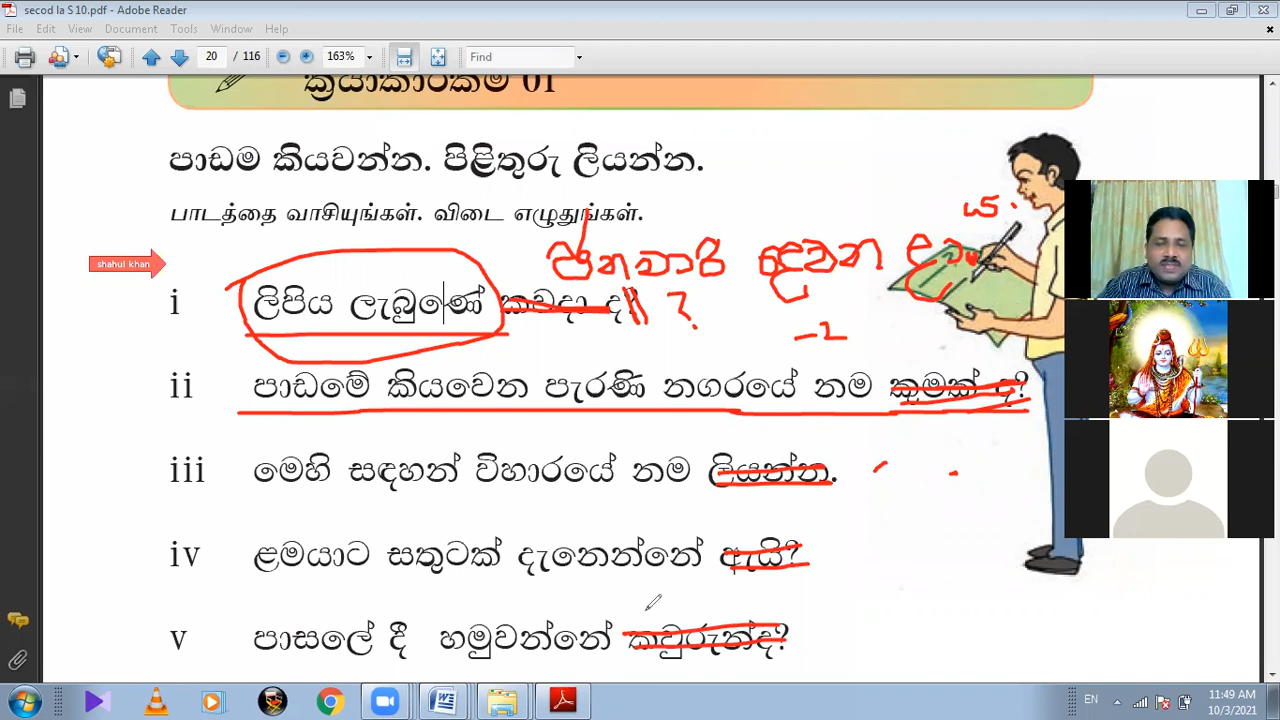 secod la S 10.pdf - Adobe Reader
File Edit View Document Tools Window Help
20 / 116 163% Find
ක්‍රියාකාරකම 01
පාඩම කියවන්න. පිළිතුරු ලියන්න.
பாடத்தை வாசியுங்கள். விடை எழுதுங்கள்.
shahul khan
i ලිපිය ලැබුණේ කවදා ද?
ii පාඩමේ කියවෙන පැරණි නගරයේ නම කුමක් ද?
iii මෙහි සඳහන් විහාරයේ නම ලියන්න.
iv ළමයාට සතුටක් දැනෙන්නේ ඇයි?
v පාසලේ දී හමුවන්නේ කවුරුන්ද?
EN 11:49 AM
10/3/2021